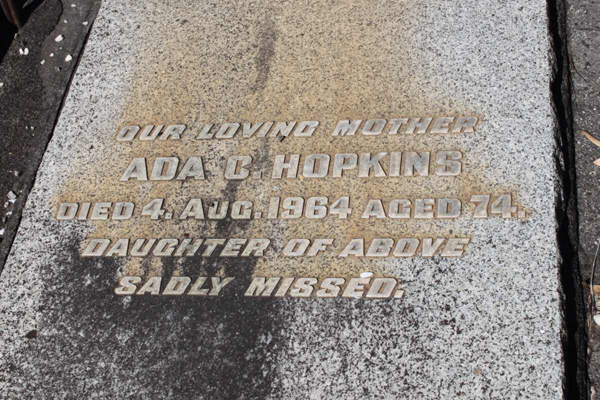 OUR LOVING MOTHER
ADA C. HOPKINS
DIED 4. AUG. 1964 AGED 74.
DAUGHTER OF ABOVE
SADLY MISSED.